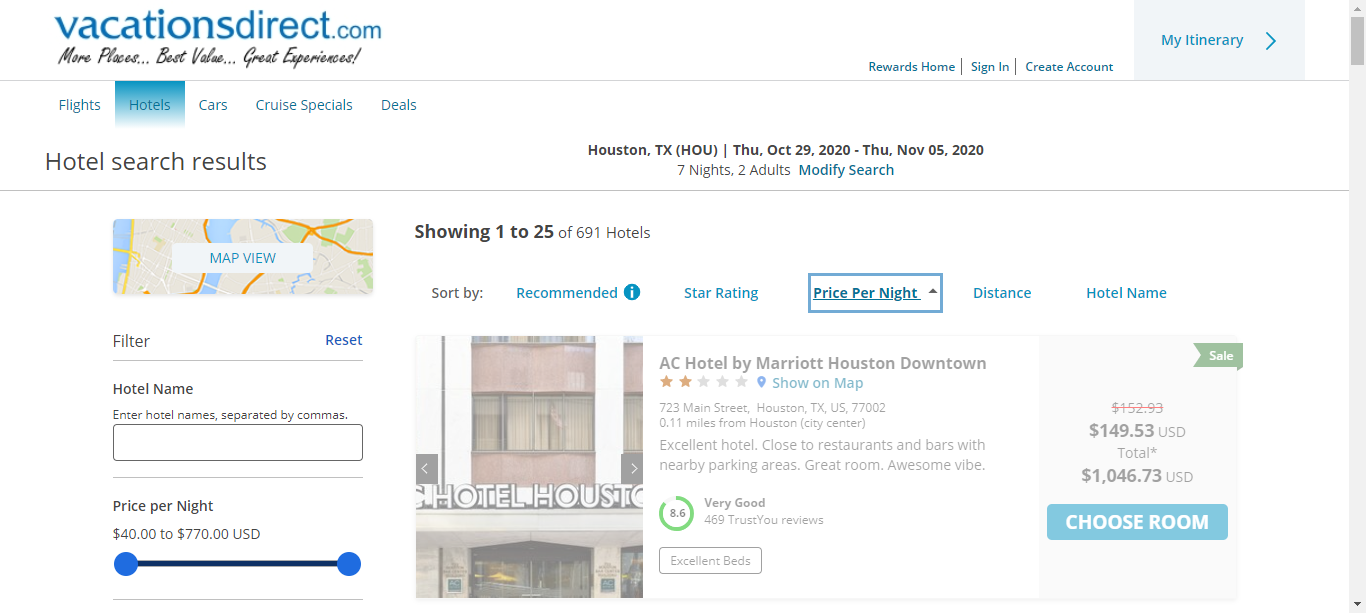 vacationsdirect.com
More Places... Best Value... Great Experiences!
My Itinerary
Rewards Home
Sign In
Create Account
Flights
Hotels
Cars
Cruise Specials
Deals
Hotel search results
Houston, TX (HOU) | Thu, Oct 29, 2020 - Thu, Nov 05, 2020
7 Nights, 2 Adults Modify Search
MAP VIEW
Filter
Reset
Hotel Name
Enter hotel names, separated by commas.
Price per Night
$40.00 to $770.00 USD
Showing 1 to 25 of 691 Hotels
Sort by:
Recommended
Star Rating
Price Per Night
Distance
Hotel Name
HOTEL HOUSTO
AC Hotel by Marriott Houston Downtown
Show on Map
723 Main Street, Houston, TX, US, 77002
0.11 miles from Houston (city center)
Excellent hotel. Close to restaurants and bars with
nearby parking areas. Great room. Awesome vibe.
8.6
Very Good
469 TrustYou reviews
Excellent Beds
Sale
$152.93
$149.53 USD
Total*
$1,046.73 USD
CHOOSE ROOM